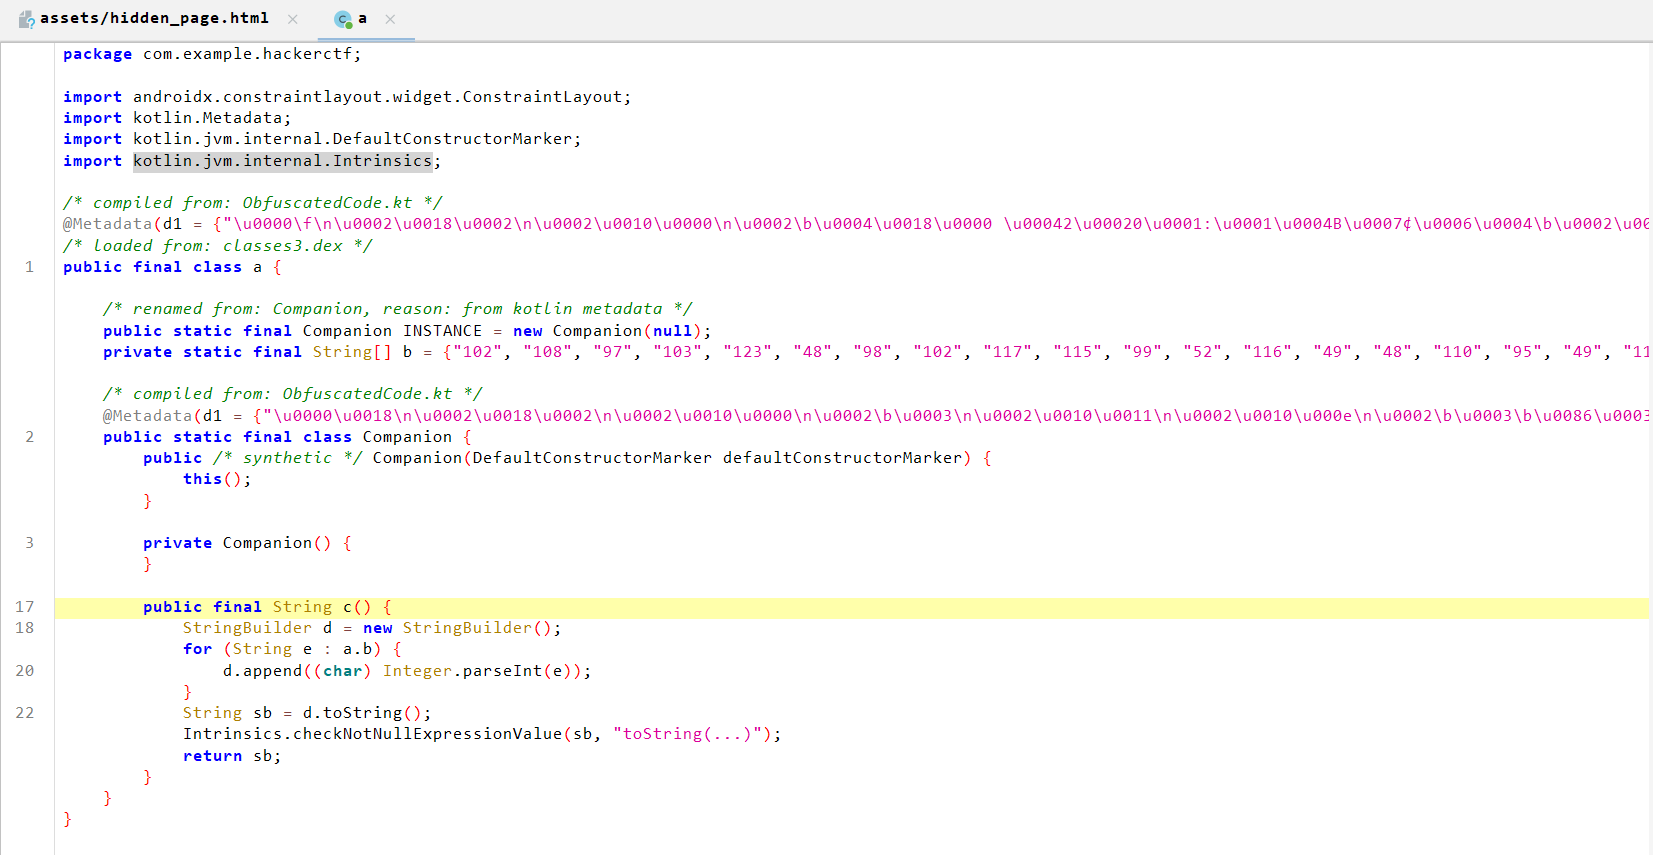 assets/hidden_page.html × a ×
package com.example.hackerctf;
import androidx.constraintlayout.widget.ConstraintLayout;
import kotlin.Metadata;
import kotlin.jvm.internal.DefaultConstructorMarker;
import kotlin.jvm.internal.Intrinsics;
/* compiled from: ObfuscatedCode.kt */
@Metadata(d1 = {"\u0000\f\n\u0002\u0018\u0002\n\u0002\u0010\u0000\n\u0002\b\u0004\u0018\u0000 \u00042\u00020\u0001:\u0001\u0004B\u0007¢\u0006\u0004\b\u0002\u00
/* loaded from: classes3.dex */
1 public final class a {
/* renamed from: Companion, reason: from kotlin metadata */
public static final Companion INSTANCE = new Companion(null);
private static final String[] b = {"102", "108", "97", "103", "123", "48", "98", "102", "117", "115", "99", "52", "116", "49", "48", "110", "95", "49", "11
/* compiled from: ObfuscatedCode.kt */
@Metadata(d1 = {"\u0000\u0018\n\u0002\u0018\u0002\n\u0002\u0010\u0000\n\u0002\b\u0003\n\u0002\u0010\u0011\n\u0002\u0010\u000e\n\u0002\b\u0003\b\u0086\u0003
2 public static final class Companion {
public /* synthetic */ Companion(DefaultConstructorMarker defaultConstructorMarker) {
this();
}
3 private Companion() {
}
17 public final String c() {
18 StringBuilder d = new StringBuilder();
for (String e : a.b) {
20 d.append((char) Integer.parseInt(e));
}
22 String sb = d.toString();
Intrinsics.checkNotNullExpressionValue(sb, "toString(...)");
return sb;
}
}
}